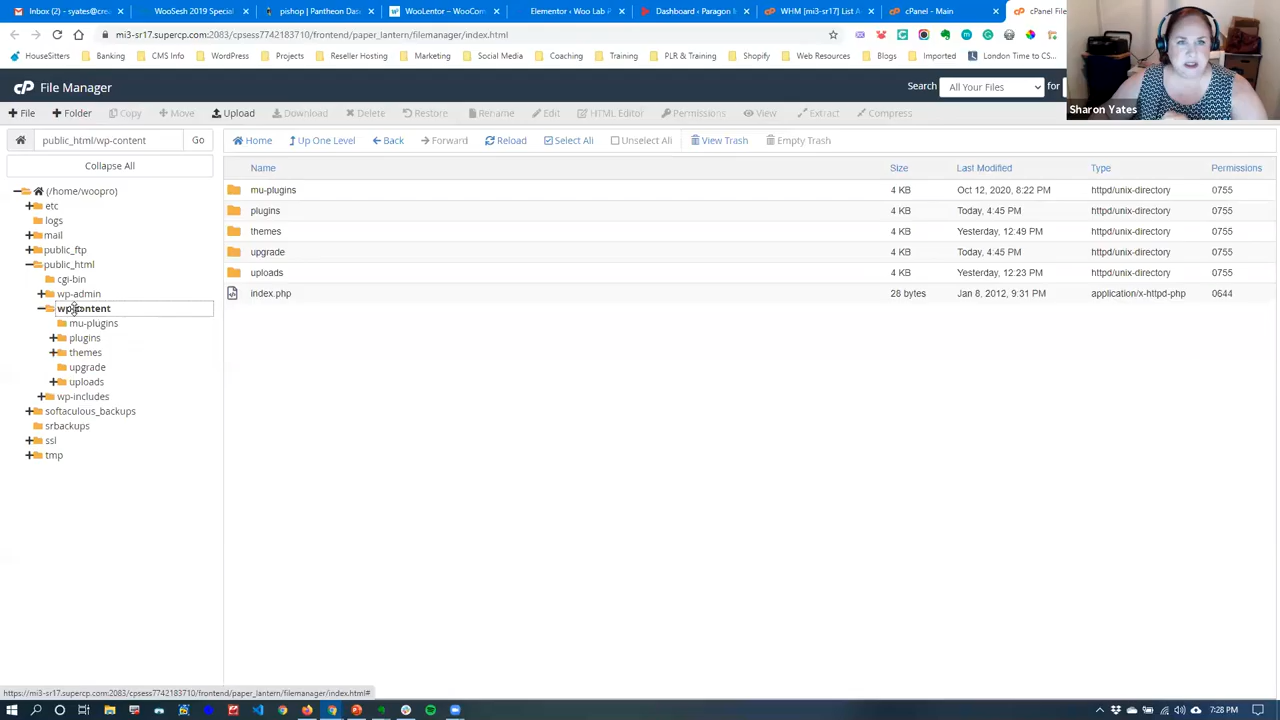 Inbox (10) - syates@cre
WooSesh 2019 Special
pishop | Pantheon Das
WooLentor – WooCom
Elementor ‹ Woo Lab P
Dashboard ‹ Paragon M
WHM [mi3-sr17] List A
cPanel - Main
cPanel File
mi3-sr17.supercp.com:2083/cpsess7742183710/frontend/paper_lantern/filemanager/index.html
HouseSitters
Banking
CMS Info
WordPress
Projects
Reseller Hosting
Marketing
Social Media
Coaching
Training
PLR & Training
Shopify
Web Resources
Blogs
Imported
London Time to CS...
cP File Manager
Search
All Your Files
for
Sharon Yates
File
Folder
Copy
Move
Upload
Download
Delete
Restore
Rename
Edit
HTML Editor
Permissions
View
Extract
Compress
public_html/wp-content
Go
Home
Up One Level
Back
Forward
Reload
Select All
Unselect All
View Trash
Empty Trash
Collapse All
(/home/woopro)
etc
logs
mail
public_ftp
public_html
cgi-bin
wp-admin
wp-content
mu-plugins
plugins
themes
upgrade
uploads
wp-includes
softaculous_backups
srbackups
ssl
tmp
Name Size Last Modified Type Permissions
mu-plugins 4 KB Oct 12, 2020, 8:22 PM httpd/unix-directory 0755
plugins 4 KB Today, 4:45 PM httpd/unix-directory 0755
themes 4 KB Yesterday, 12:49 PM httpd/unix-directory 0755
upgrade 4 KB Today, 4:45 PM httpd/unix-directory 0755
uploads 4 KB Yesterday, 12:23 PM httpd/unix-directory 0755
index.php 28 bytes Jan 8, 2012, 9:31 PM application/x-httpd-php 0644
https://mi3-sr17.supercp.com:2083/cpsess7742183710/frontend/paper_lantern/filemanager/index.html#
7:28 PM